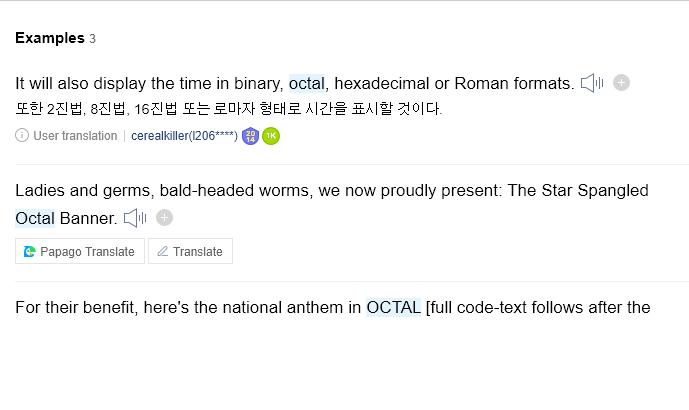 Examples 3
It will also display the time in binary, octal, hexadecimal or Roman formats.
또한 2진법, 8진법, 16진법 또는 로마자 형태로 시간을 표시할 것이다.
User translation | cerealkiller(l206****) 2014 1K
Ladies and germs, bald-headed worms, we now proudly present: The Star Spangled
Octal Banner.
Papago Translate Translate
For their benefit, here's the national anthem in OCTAL [full code-text follows after the